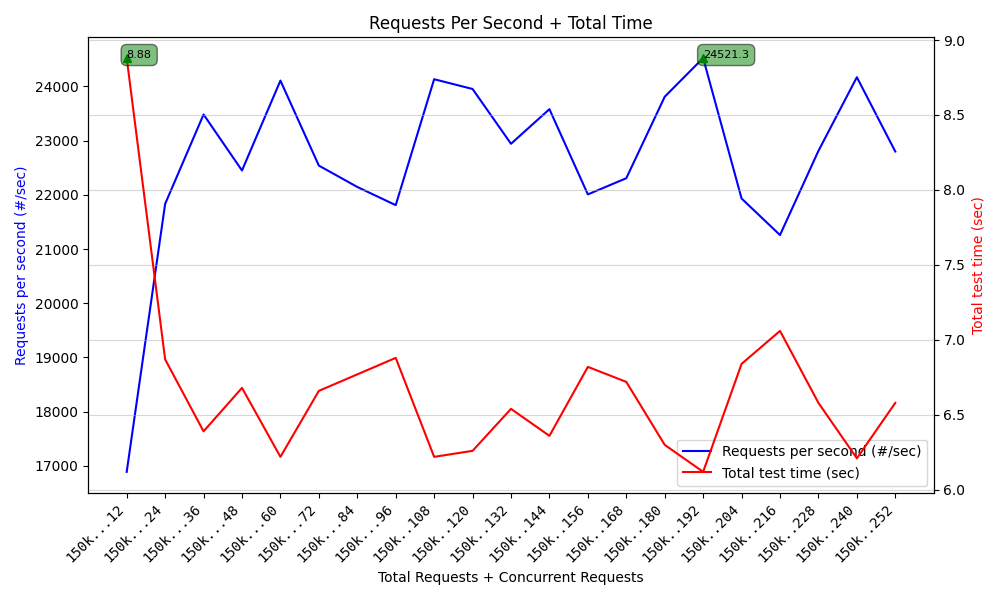 Requests Per Second + Total Time
8.88
24521.3
Requests per second (#/sec)
24000
23000
22000
21000
20000
19000
18000
17000
9.0
8.5
8.0
7.5
7.0
6.5
6.0
Total test time (sec)
Requests per second (#/sec)
Total test time (sec)
150k...12
150k...24
150k...36
150k...48
150k...60
150k...72
150k...84
150k...96
150k..108
150k..120
150k..132
150k..144
150k..156
150k..168
150k..180
150k..192
150k..204
150k..216
150k..228
150k..240
150k..252
Total Requests + Concurrent Requests